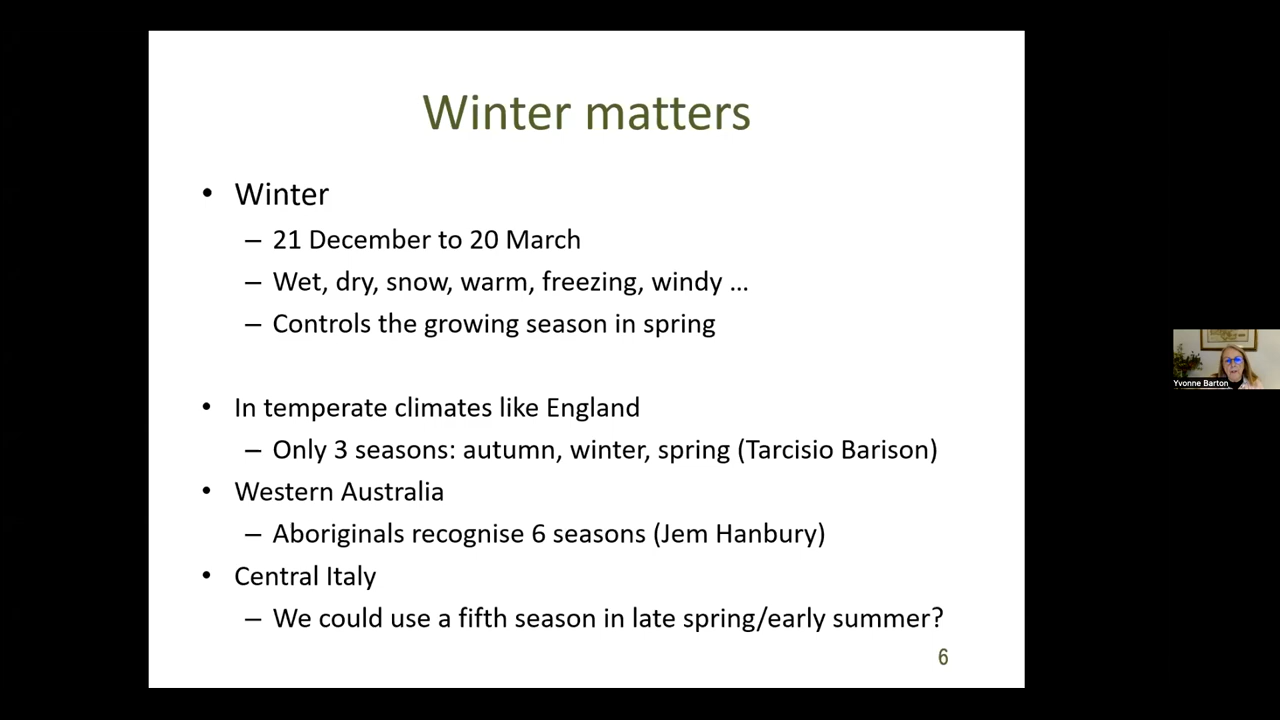 Winter matters
• Winter
– 21 December to 20 March
– Wet, dry, snow, warm, freezing, windy …
– Controls the growing season in spring
• In temperate climates like England
– Only 3 seasons: autumn, winter, spring (Tarcisio Barison)
• Western Australia
– Aboriginals recognise 6 seasons (Jem Hanbury)
• Central Italy
– We could use a fifth season in late spring/early summer?
6
Yvonne Barton